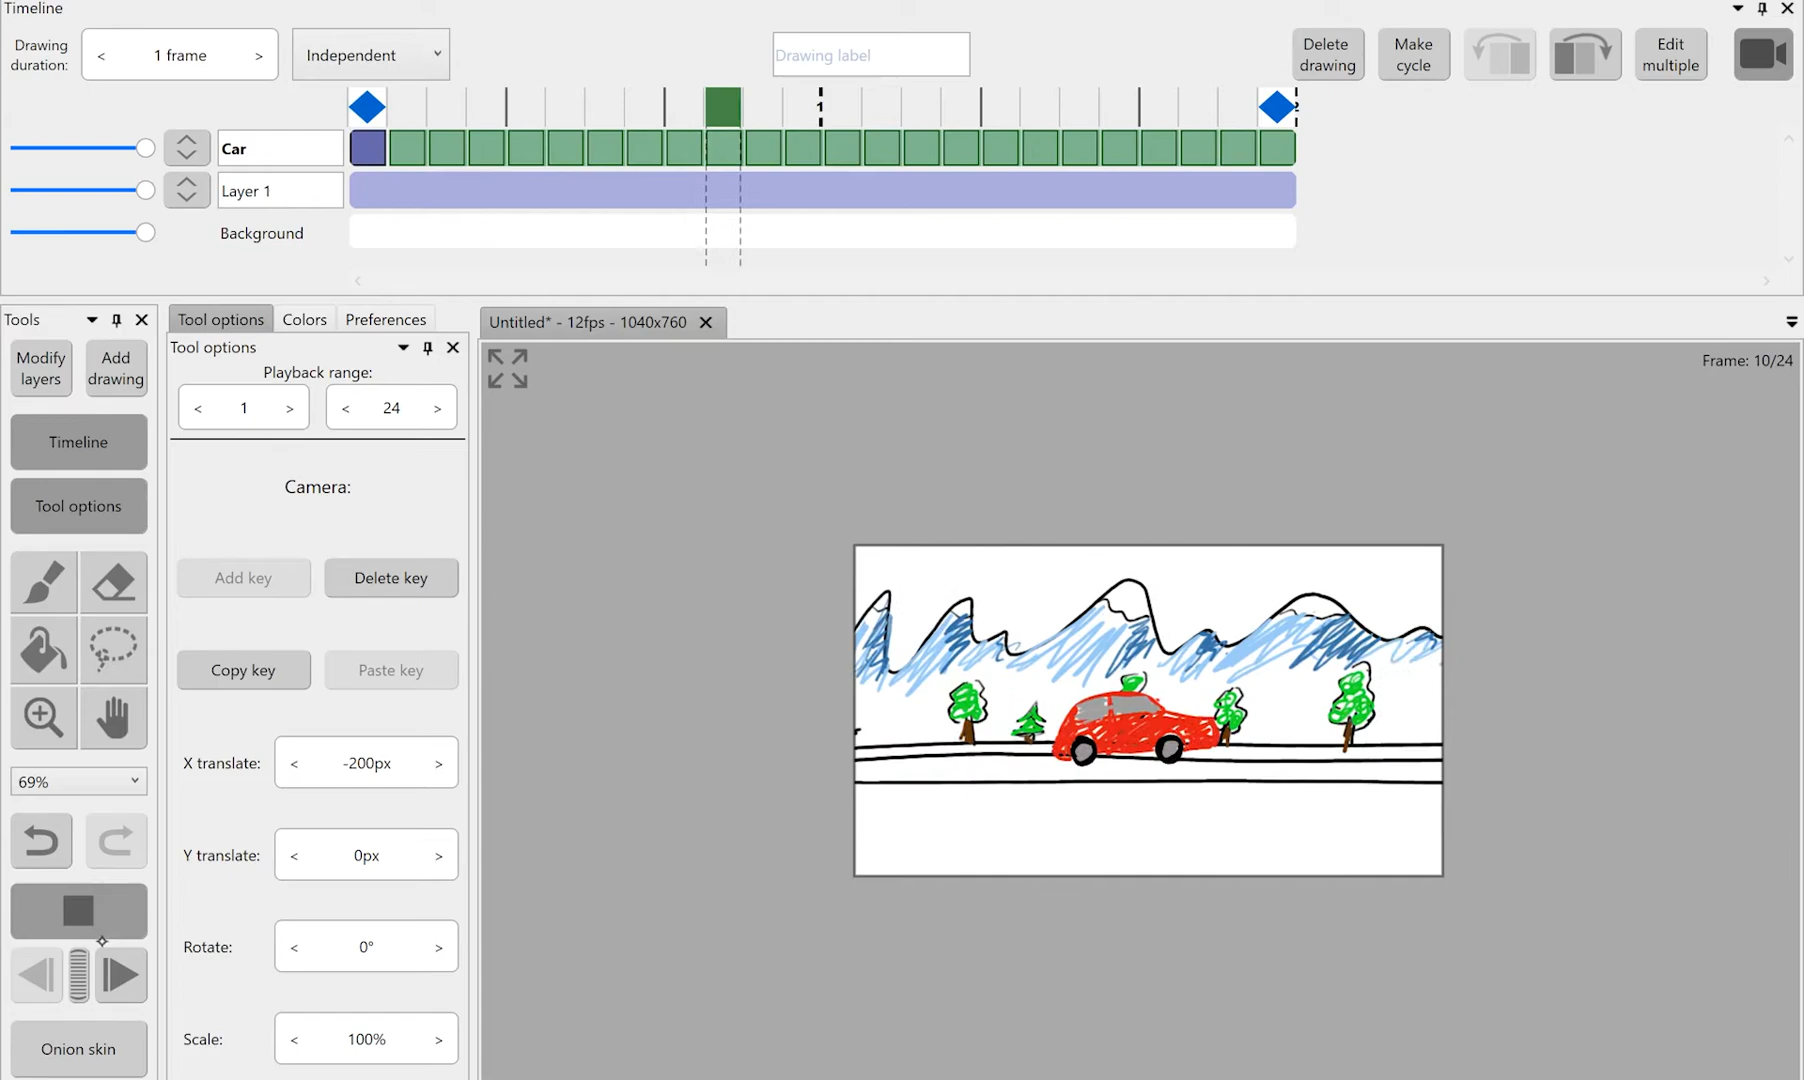 Timeline
Drawing
duration:
< 1 frame >
Independent
Drawing label
Delete
drawing
Make
cycle
Edit
multiple
1
Car
Layer 1
Background
Tools
Tool options Colors Preferences
Untitled* - 12fps - 1040x760
Tool options
Modify
layers
Add
drawing
Playback range:
Frame: 10/24
< 1 >
< 24 >
Timeline
Camera:
Tool options
Add key
Delete key
Copy key
Paste key
X translate:
< -200px >
69%
Y translate:
< 0px >
Rotate:
< 0° >
Scale:
< 100% >
Onion skin